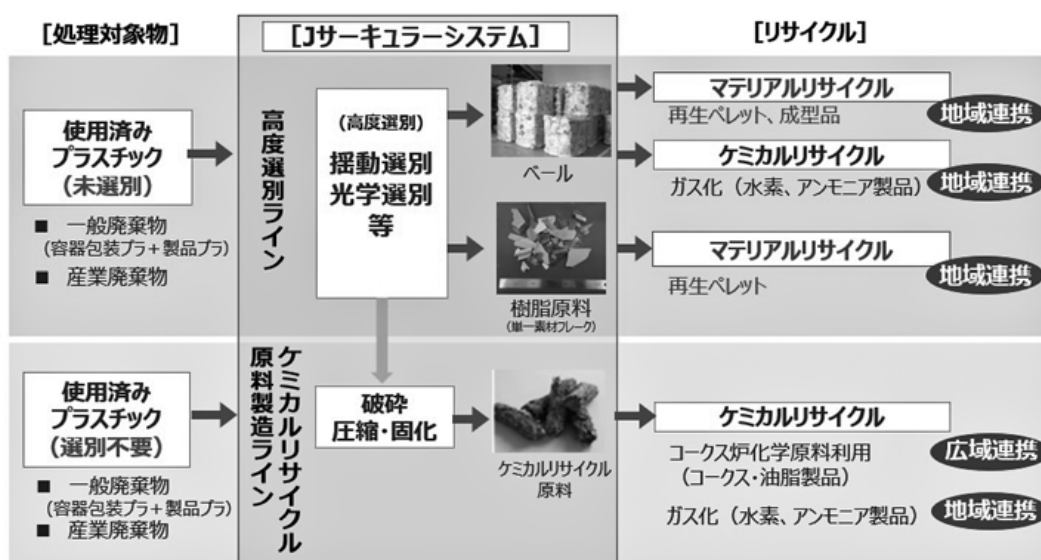 [処理対象物]
[Jサーキュラーシステム]
[リサイクル]
使用済み
プラスチック
(未選別)
■ 一般廃棄物
(容器包装プラ+製品プラ)
■ 産業廃棄物
高度選別ライン
(高度選別)
揺動選別
光学選別
等
ベール
樹脂原料
(単一素材フレーク)
マテリアルリサイクル
再生ペレット、成型品
地域連携
ケミカルリサイクル
ガス化(水素、アンモニア製品)
地域連携
マテリアルリサイクル
再生ペレット
地域連携
使用済み
プラスチック
(選別不要)
■ 一般廃棄物
(容器包装プラ+製品プラ)
■ 産業廃棄物
ケミカルリサイクル
原料製造ライン
破砕
圧縮・固化
ケミカルリサイクル
原料
ケミカルリサイクル
コークス炉化学原料利用
(コークス・油脂製品)
広域連携
ガス化(水素、アンモニア製品)
地域連携